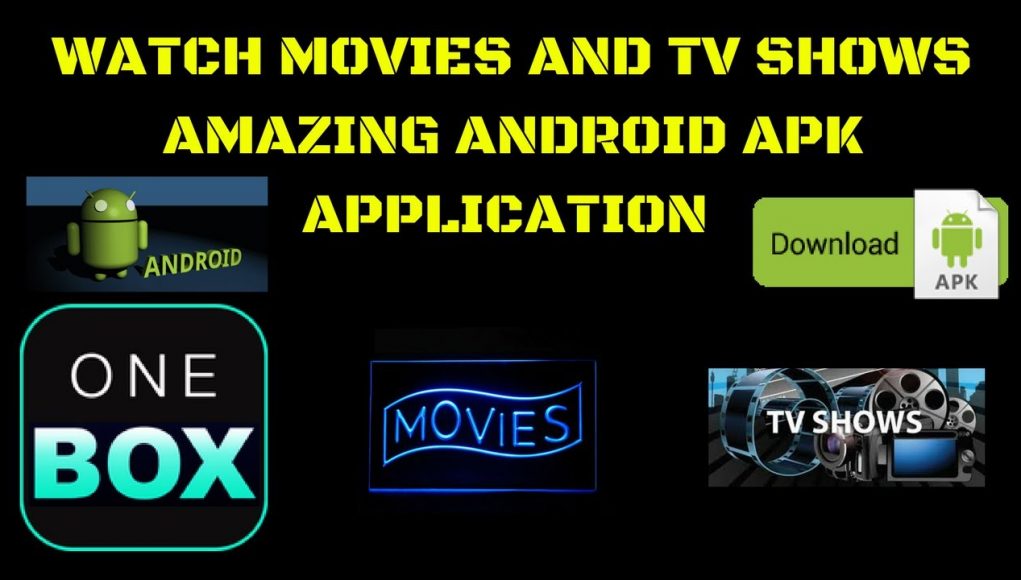 WATCH MOVIES AND TV SHOWS
AMAZING ANDROID APK
APPLICATION
ANDROID
Download
APK
ONE
BOX
MOVIES
TV SHOWS